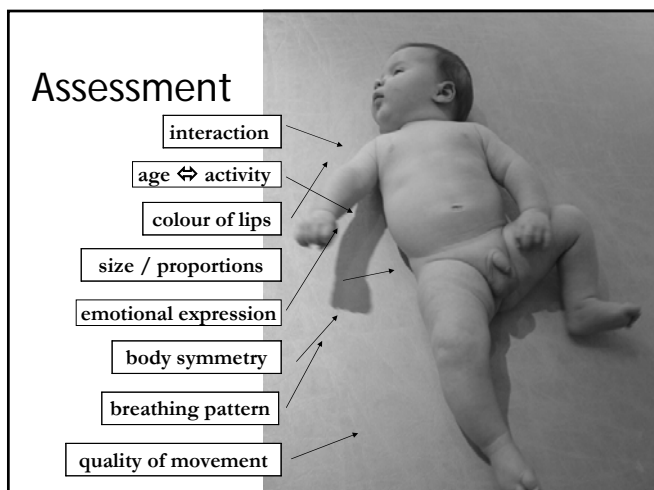 Assessment
interaction
age ⇔ activity
colour of lips
size / proportions
emotional expression
body symmetry
breathing pattern
quality of movement